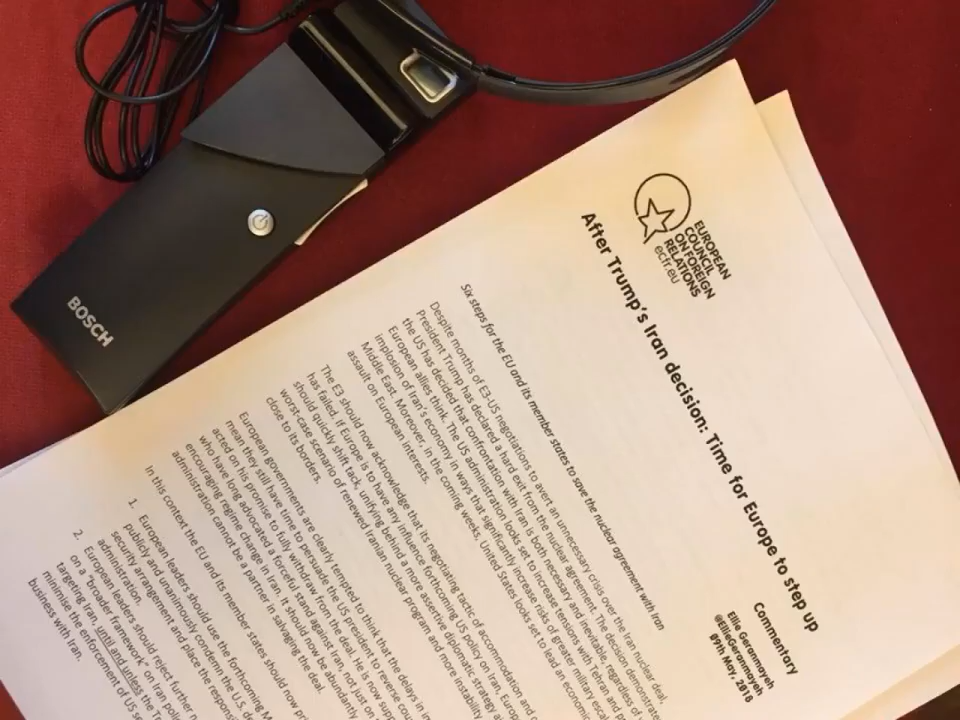 BOSCH
EUROPEAN
COUNCIL
ON FOREIGN
RELATIONS
ecfr.eu
After Trump's Iran decision: Time for Europe to step up
Commentary
Ellie Geranmayeh
@EllieGeranmayeh
09th May, 2018
Six steps for the EU and its member states to save the nuclear agreement with Iran
Despite months of E3-US negotiations to avert an unnecessary crisis over the Iran nuclear deal,
President Trump has declared a hard exit from the nuclear agreement. The decision demonstrate
the US has decided that confrontation with Iran is both necessary and inevitable, regardless of
European allies think. The US administration looks set to increase tensions with Tehran and
implosion of Iran's economy in ways that significantly increase risks of greater military
Middle East. Moreover, in the coming weeks, United States looks set to lead an
assault on European interests.
The E3 should now acknowledge that its negotiating tactic of accommodation and
has failed. If Europe is to have any influence forthcoming US policy on Iran,
should quickly shift tack, unifying behind a more assertive diplomatic strategy
worst-case scenario of renewed Iranian nuclear program and more instability
close to its borders.
European governments are clearly tempted to think that the delays in
mean they still have time to persuade the US president to reverse
acted on his promise to fully withdraw from the deal. He is now
who have long advocated a forceful stand against Iran, not just on
encouraging regime change in Iran. It should now be abundantly
administration cannot be a partner in salvaging the deal.
In this context the EU and its member states should now
1. European leaders should use the forthcoming
publicly and unanimously condemn the U.S.
security arrangement and place the
administration.
2. European leaders should reject further
on a "broader framework" on Iran
targeting Iran, until and unless the
minimise the enforcement of US
business with Iran.